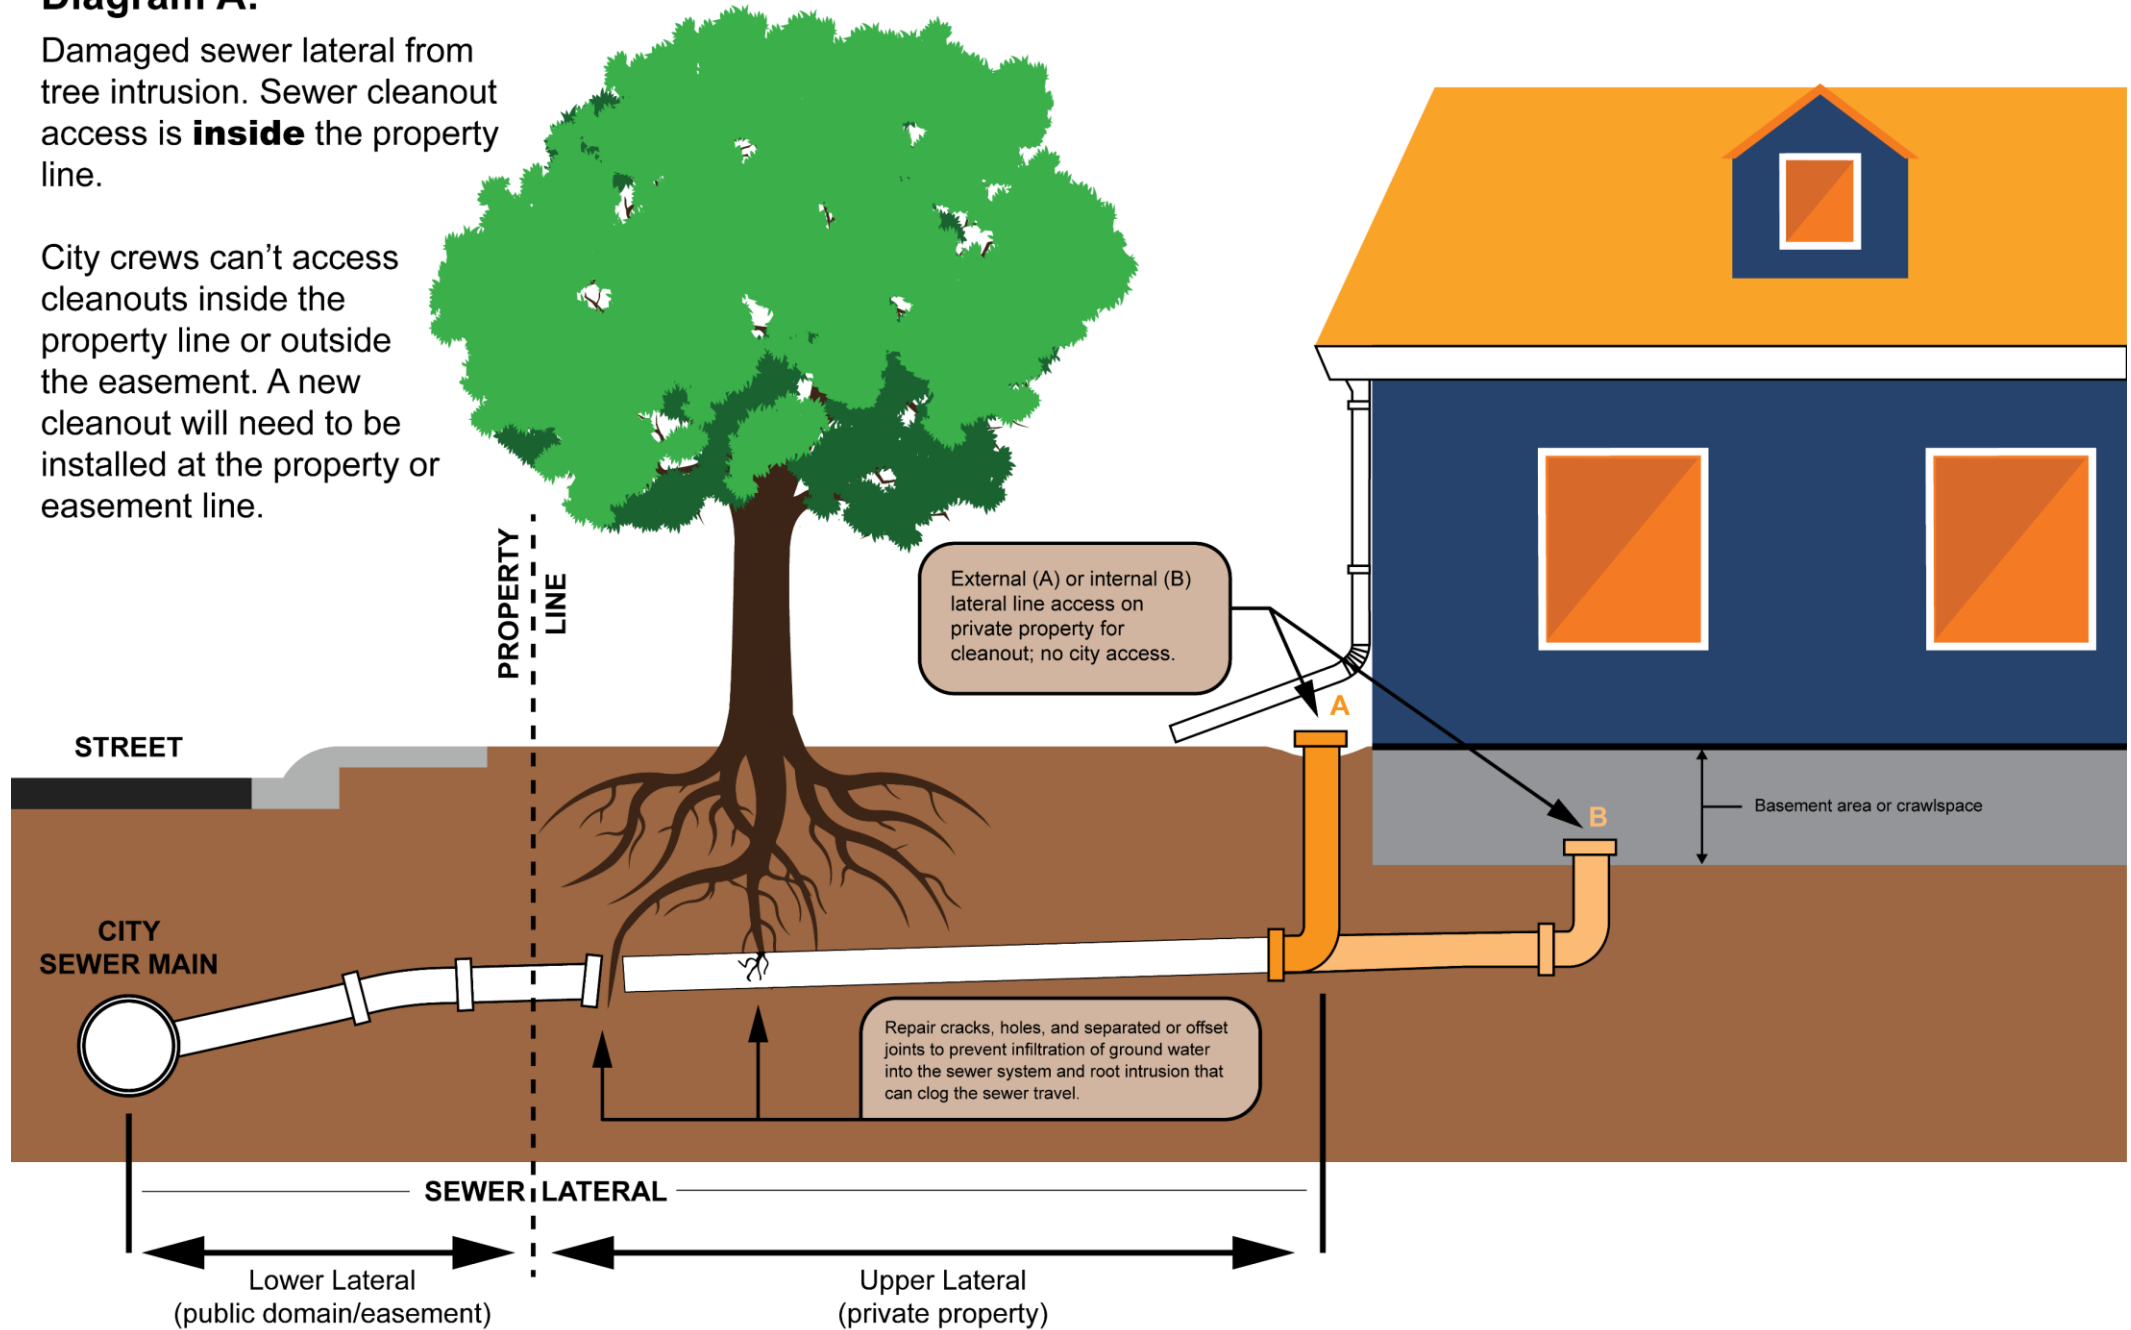 Diagram A:
Damaged sewer lateral from
tree intrusion. Sewer cleanout
access is inside the property
line.
City crews can’t access
cleanouts inside the
property line or outside
the easement. A new
cleanout will need to be
installed at the property or
easement line.
PROPERTY
LINE
External (A) or internal (B)
lateral line access on
private property for
cleanout; no city access.
A
STREET
B
Basement area or crawlspace
CITY
SEWER MAIN
Repair cracks, holes, and separated or offset
joints to prevent infiltration of ground water
into the sewer system and root intrusion that
can clog the sewer travel.
SEWER LATERAL
Lower Lateral
(public domain/easement)
Upper Lateral
(private property)